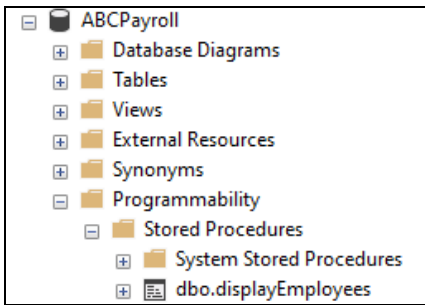 ABCPayroll
Database Diagrams
Tables
Views
External Resources
Synonyms
Programmability
Stored Procedures
System Stored Procedures
dbo.displayEmployees